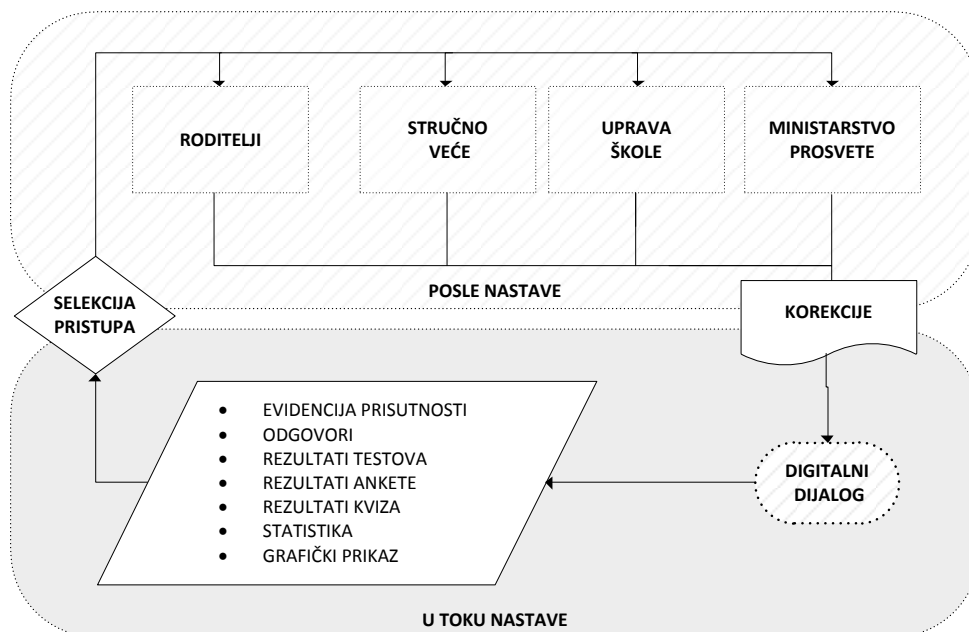 RODITELJI
STRUČNO
VEĆE
UPRAVA
ŠKOLE
MINISTARSTVO
PROSVETE
POSLE NASTAVE
SELEKCIJA
PRISTUPA
KOREKCIJE
• EVIDENCIJA PRISUTNOSTI
• ODGOVORI
• REZULTATI TESTOVA
• REZULTATI ANKETE
• REZULTATI KVIZA
• STATISTIKA
• GRAFIČKI PRIKAZ
DIGITALNI
DIJALOG
U TOKU NASTAVE